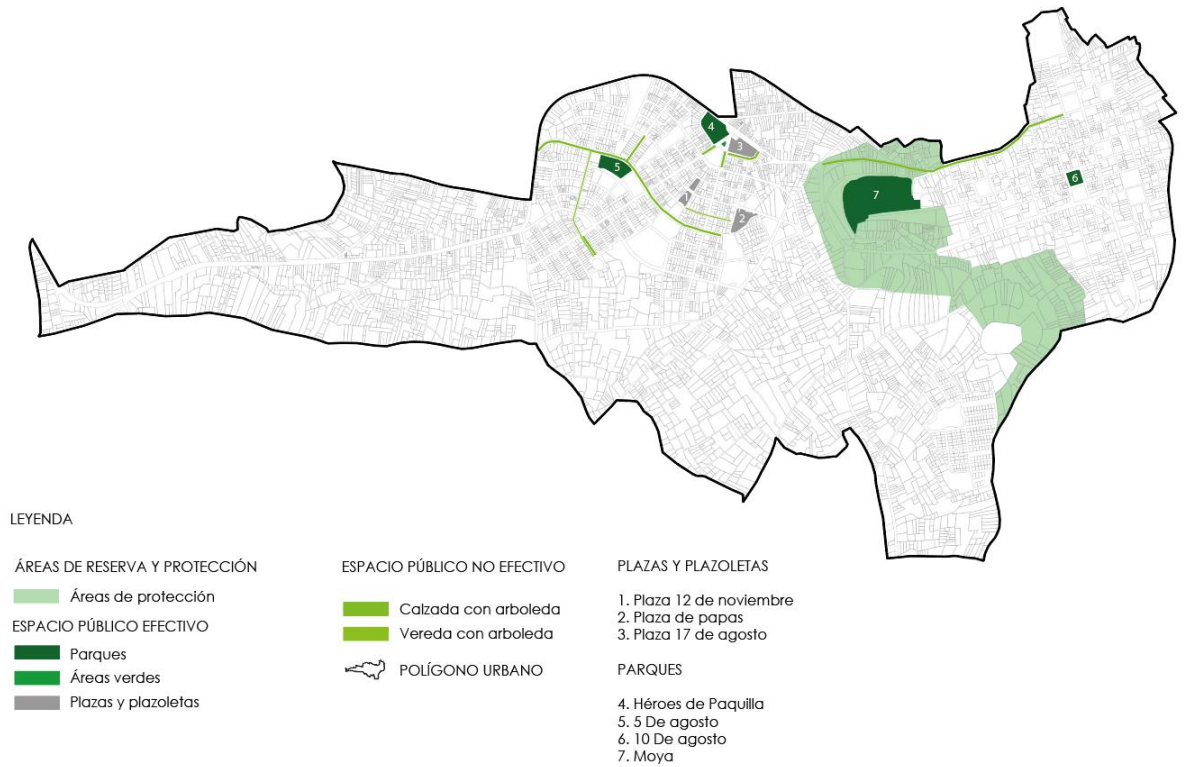 4
3
5
1
2
7
6
LEYENDA
ÁREAS DE RESERVA Y PROTECCIÓN
Áreas de protección
ESPACIO PÚBLICO EFECTIVO
Parques
Áreas verdes
Plazas y plazoletas
ESPACIO PÚBLICO NO EFECTIVO
Calzada con arboleda
Vereda con arboleda
POLÍGONO URBANO
PLAZAS Y PLAZOLETAS
1. Plaza 12 de noviembre
2. Plaza de papas
3. Plaza 17 de agosto
PARQUES
4. Héroes de Paquilla
5. 5 De agosto
6. 10 De agosto
7. Moya